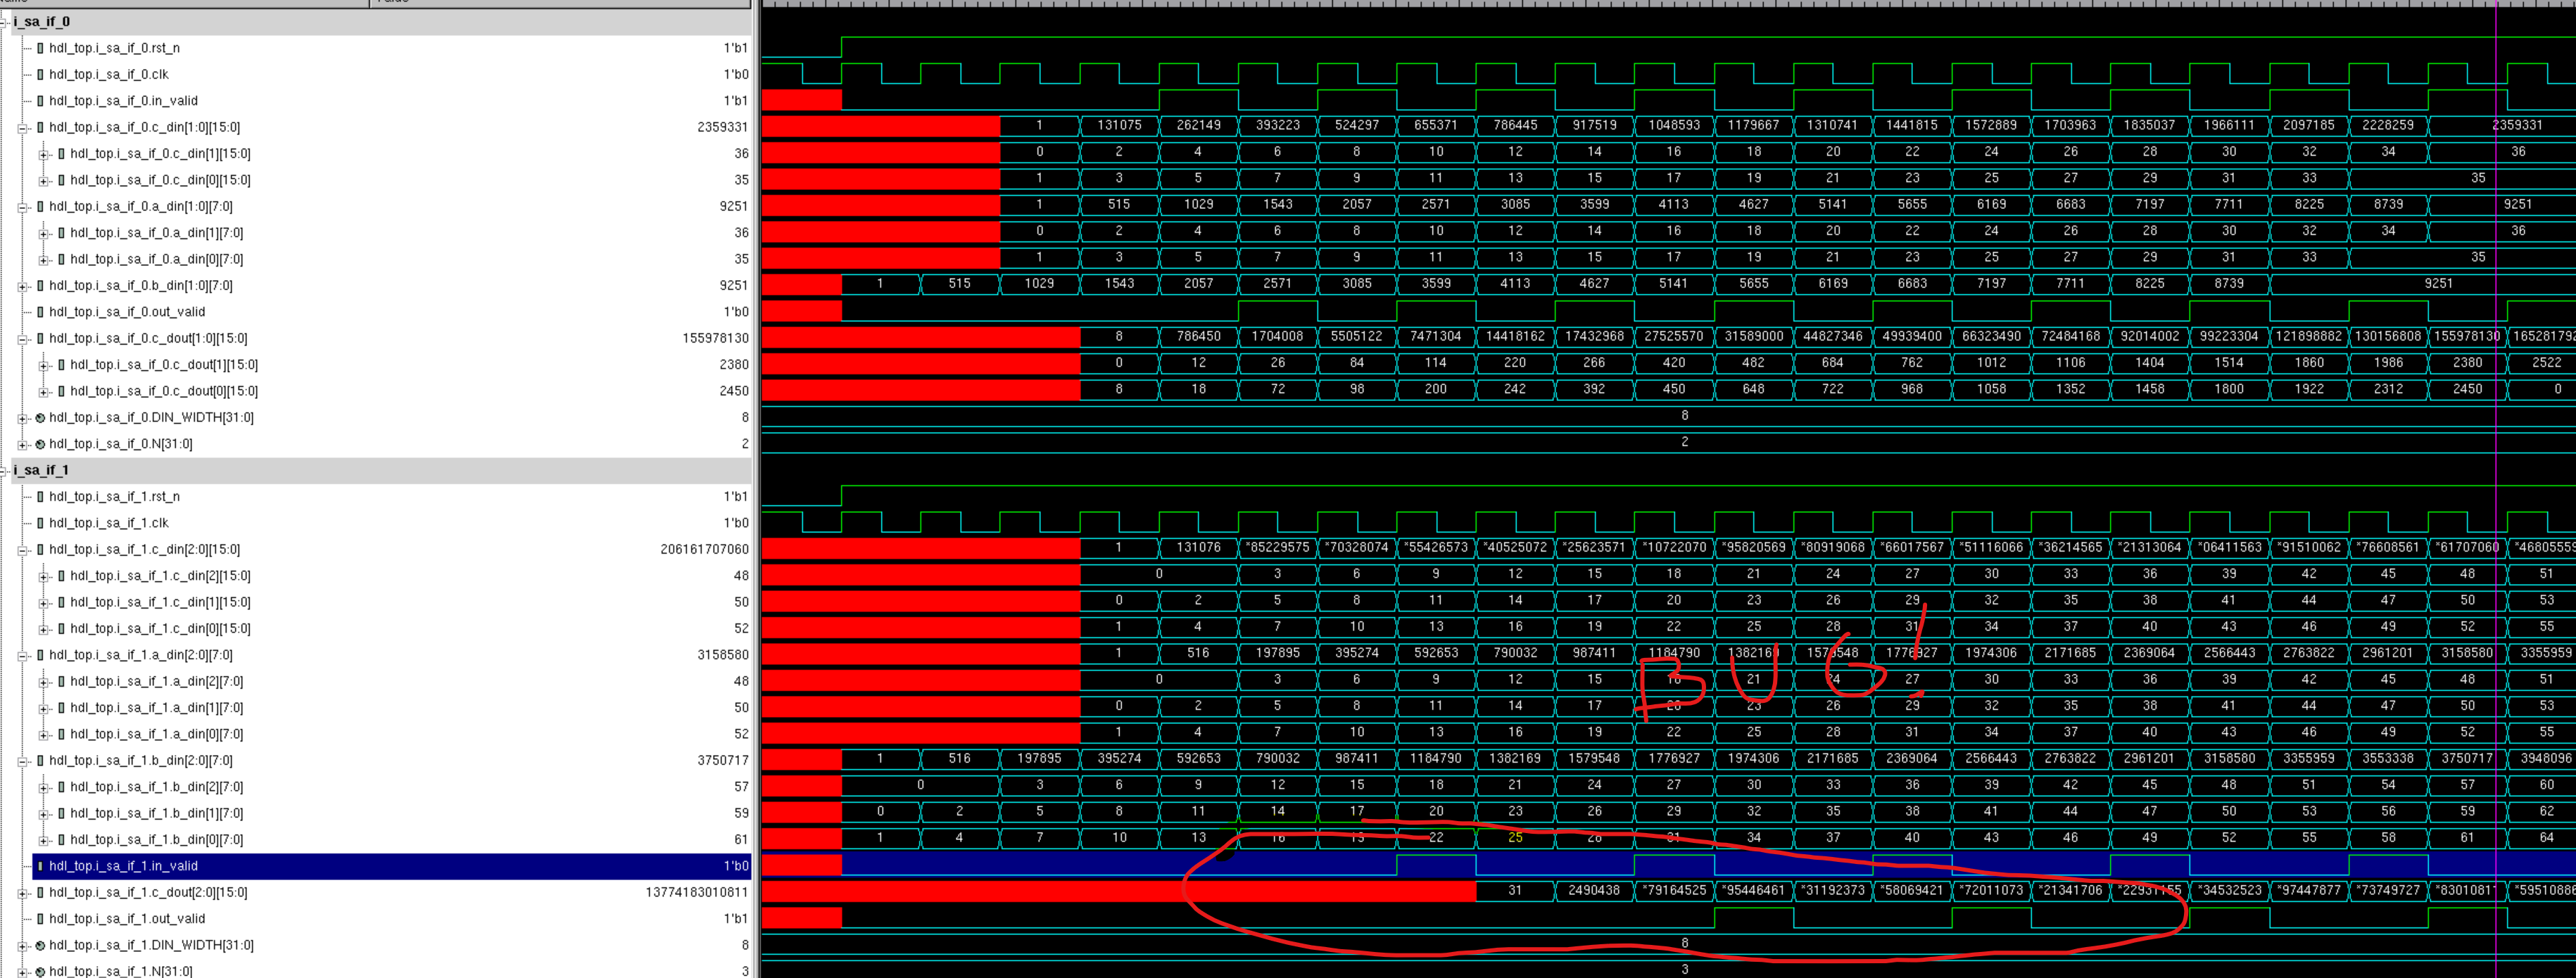 i_sa_if_0
hdl_top.i_sa_if_0.rst_n 1'b1
hdl_top.i_sa_if_0.clk 1'b0
hdl_top.i_sa_if_0.in_valid 1'b1
hdl_top.i_sa_if_0.c_din[1:0][15:0] 2359331 1 131075 262149 393223 524297 655371 786445 917519 1048593 1179667 1310741 1441815 1572889 1703963 1835037 1966111 2097185 2228259 2359331
hdl_top.i_sa_if_0.c_din[1][15:0] 36 0 2 4 6 8 10 12 14 16 18 20 22 24 26 28 30 32 34 36
hdl_top.i_sa_if_0.c_din[0][15:0] 35 1 3 5 7 9 11 13 15 17 19 21 23 25 27 29 31 33 35
hdl_top.i_sa_if_0.a_din[1:0][7:0] 9251 1 515 1029 1543 2057 2571 3085 3599 4113 4627 5141 5655 6169 6683 7197 7711 8225 8739 9251
hdl_top.i_sa_if_0.a_din[1][7:0] 36 0 2 4 6 8 10 12 14 16 18 20 22 24 26 28 30 32 34 36
hdl_top.i_sa_if_0.a_din[0][7:0] 35 1 3 5 7 9 11 13 15 17 19 21 23 25 27 29 31 33 35
hdl_top.i_sa_if_0.b_din[1:0][7:0] 9251 1 515 1029 1543 2057 2571 3085 3599 4113 4627 5141 5655 6169 6683 7197 7711 8225 8739 9251
hdl_top.i_sa_if_0.out_valid 1'b0
hdl_top.i_sa_if_0.c_dout[1:0][15:0] 155978130 8 786450 1704008 5505122 7471304 14418162 17432968 27525570 31589000 44827346 49939400 66323490 72484168 92014002 99223304 121898882 130156808 155978130 16528179
hdl_top.i_sa_if_0.c_dout[1][15:0] 2380 0 12 26 84 114 220 266 420 482 684 762 1012 1106 1404 1514 1860 1986 2380 2522
hdl_top.i_sa_if_0.c_dout[0][15:0] 2450 8 18 72 98 200 242 392 450 648 722 968 1058 1352 1458 1800 1922 2312 2450 0
hdl_top.i_sa_if_0.DIN_WIDTH[31:0] 8 8
hdl_top.i_sa_if_0.N[31:0] 2 2
i_sa_if_1
hdl_top.i_sa_if_1.rst_n 1'b1
hdl_top.i_sa_if_1.clk 1'b0
hdl_top.i_sa_if_1.c_din[2:0][15:0] 206161707060 1 131076 *85229575 *70328074 *55426573 *40525072 *25623571 *10722070 *95820569 *80919068 *66017567 *51116066 *36214565 *21313064 *06411563 *91510062 *76608561 *61707060 *4680555
hdl_top.i_sa_if_1.c_din[2][15:0] 48 0 3 6 9 12 15 18 21 24 27 30 33 36 39 42 45 48 51
hdl_top.i_sa_if_1.c_din[1][15:0] 50 0 2 5 8 11 14 17 20 23 26 29 32 35 38 41 44 47 50 53
hdl_top.i_sa_if_1.c_din[0][15:0] 52 1 4 7 10 13 16 19 22 25 28 31 34 37 40 43 46 49 52 55
hdl_top.i_sa_if_1.a_din[2:0][7:0] 3158580 1 516 197895 395274 592653 790032 987411 1184790 1382169 1579548 1776927 1974306 2171685 2369064 2566443 2763822 2961201 3158580 3355959
BUG!
hdl_top.i_sa_if_1.a_din[2][7:0] 48 0 3 6 9 12 15 18 21 24 27 30 33 36 39 42 45 48 51
hdl_top.i_sa_if_1.a_din[1][7:0] 50 0 2 5 8 11 14 17 20 23 26 29 32 35 38 41 44 47 50 53
hdl_top.i_sa_if_1.a_din[0][7:0] 52 1 4 7 10 13 16 19 22 25 28 31 34 37 40 43 46 49 52 55
hdl_top.i_sa_if_1.b_din[2:0][7:0] 3750717 1 516 197895 395274 592653 790032 987411 1184790 1382169 1579548 1776927 1974306 2171685 2369064 2566443 2763822 2961201 3158580 3355959 3553338 3750717 3948096
hdl_top.i_sa_if_1.b_din[2][7:0] 57 0 3 6 9 12 15 18 21 24 27 30 33 36 39 42 45 48 51 54 57 60
hdl_top.i_sa_if_1.b_din[1][7:0] 59 0 2 5 8 11 14 17 20 23 26 29 32 35 38 41 44 47 50 53 56 59 62
hdl_top.i_sa_if_1.b_din[0][7:0] 61 1 4 7 10 13 16 19 22 25 28 31 34 37 40 43 46 49 52 55 58 61 64
hdl_top.i_sa_if_1.in_valid 1'b0
hdl_top.i_sa_if_1.c_dout[2:0][15:0] 13774183010811 31 2490438 *79164525 *95446461 *31192373 *58069421 *72011073 *21341706 *22931155 *34532523 *97447877 *73749727 *83010811 *59510886
hdl_top.i_sa_if_1.out_valid 1'b1
hdl_top.i_sa_if_1.DIN_WIDTH[31:0] 8 8
hdl_top.i_sa_if_1.N[31:0] 3 3